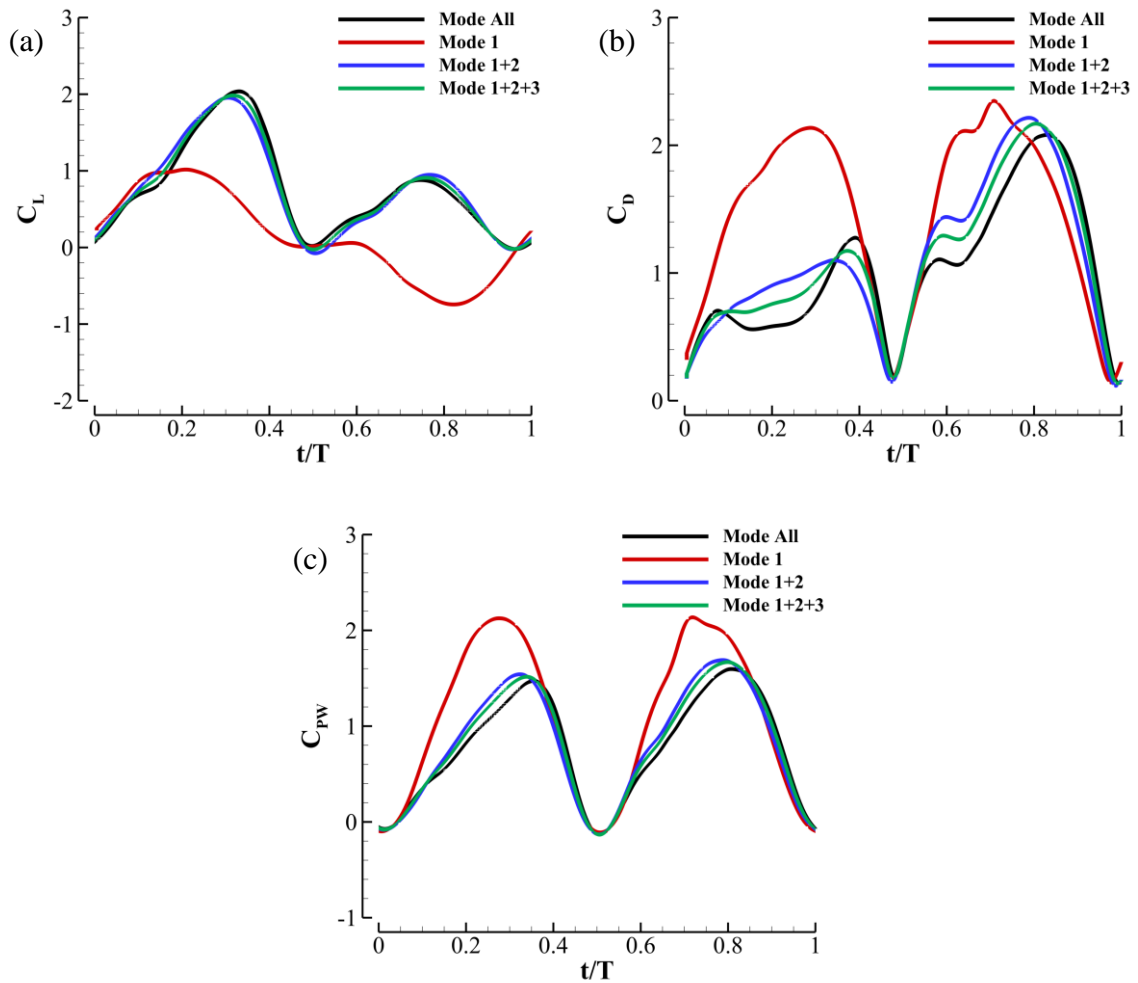 (a)
3
2
1
0
-1
-2
C_L
0 0.2 0.4 0.6 0.8 1
t/T
Mode All
Mode 1
Mode 1+2
Mode 1+2+3
(b)
3
2
1
0
C_D
0 0.2 0.4 0.6 0.8 1
t/T
Mode All
Mode 1
Mode 1+2
Mode 1+2+3
(c)
3
2
1
0
-1
C_PW
0 0.2 0.4 0.6 0.8 1
t/T
Mode All
Mode 1
Mode 1+2
Mode 1+2+3